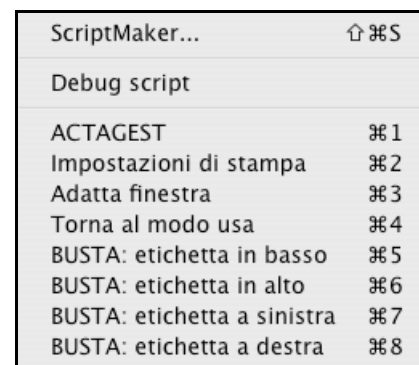 ScriptMaker... ⇧⌘S
Debug script
ACTAGEST ⌘1
Impostazioni di stampa ⌘2
Adatta finestra ⌘3
Torna al modo usa ⌘4
BUSTA: etichetta in basso ⌘5
BUSTA: etichetta in alto ⌘6
BUSTA: etichetta a sinistra ⌘7
BUSTA: etichetta a destra ⌘8